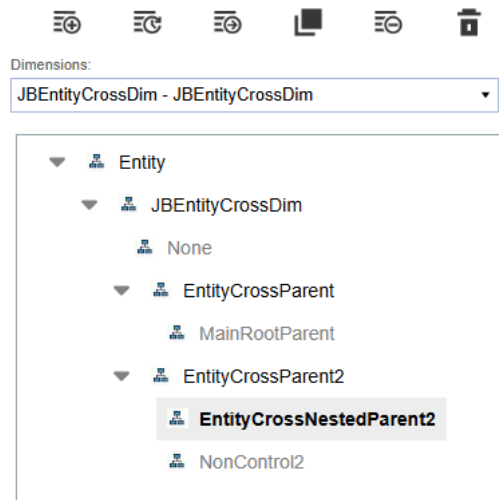 Dimensions:
JBEntityCrossDim - JBEntityCrossDim
Entity
JBEntityCrossDim
None
EntityCrossParent
MainRootParent
EntityCrossParent2
EntityCrossNestedParent2
NonControl2